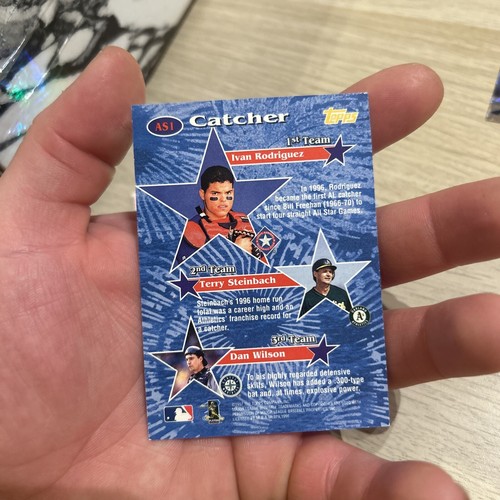 AS1
Catcher
Topps
1st Team
Ivan Rodriguez
In 1996, Rodriguez
became the first AL catcher
since Bill Freehan (1966-70) to
start four straight All Star Games.
2nd Team
Terry Steinbach
Steinbach's 1996 home run
total was a career high and an
Athletics' franchise record for
a catcher.
A's
3rd Team
Dan Wilson
To his highly regarded defensive
skills, Wilson has added a .300-type
bat and, at times, explosive power.